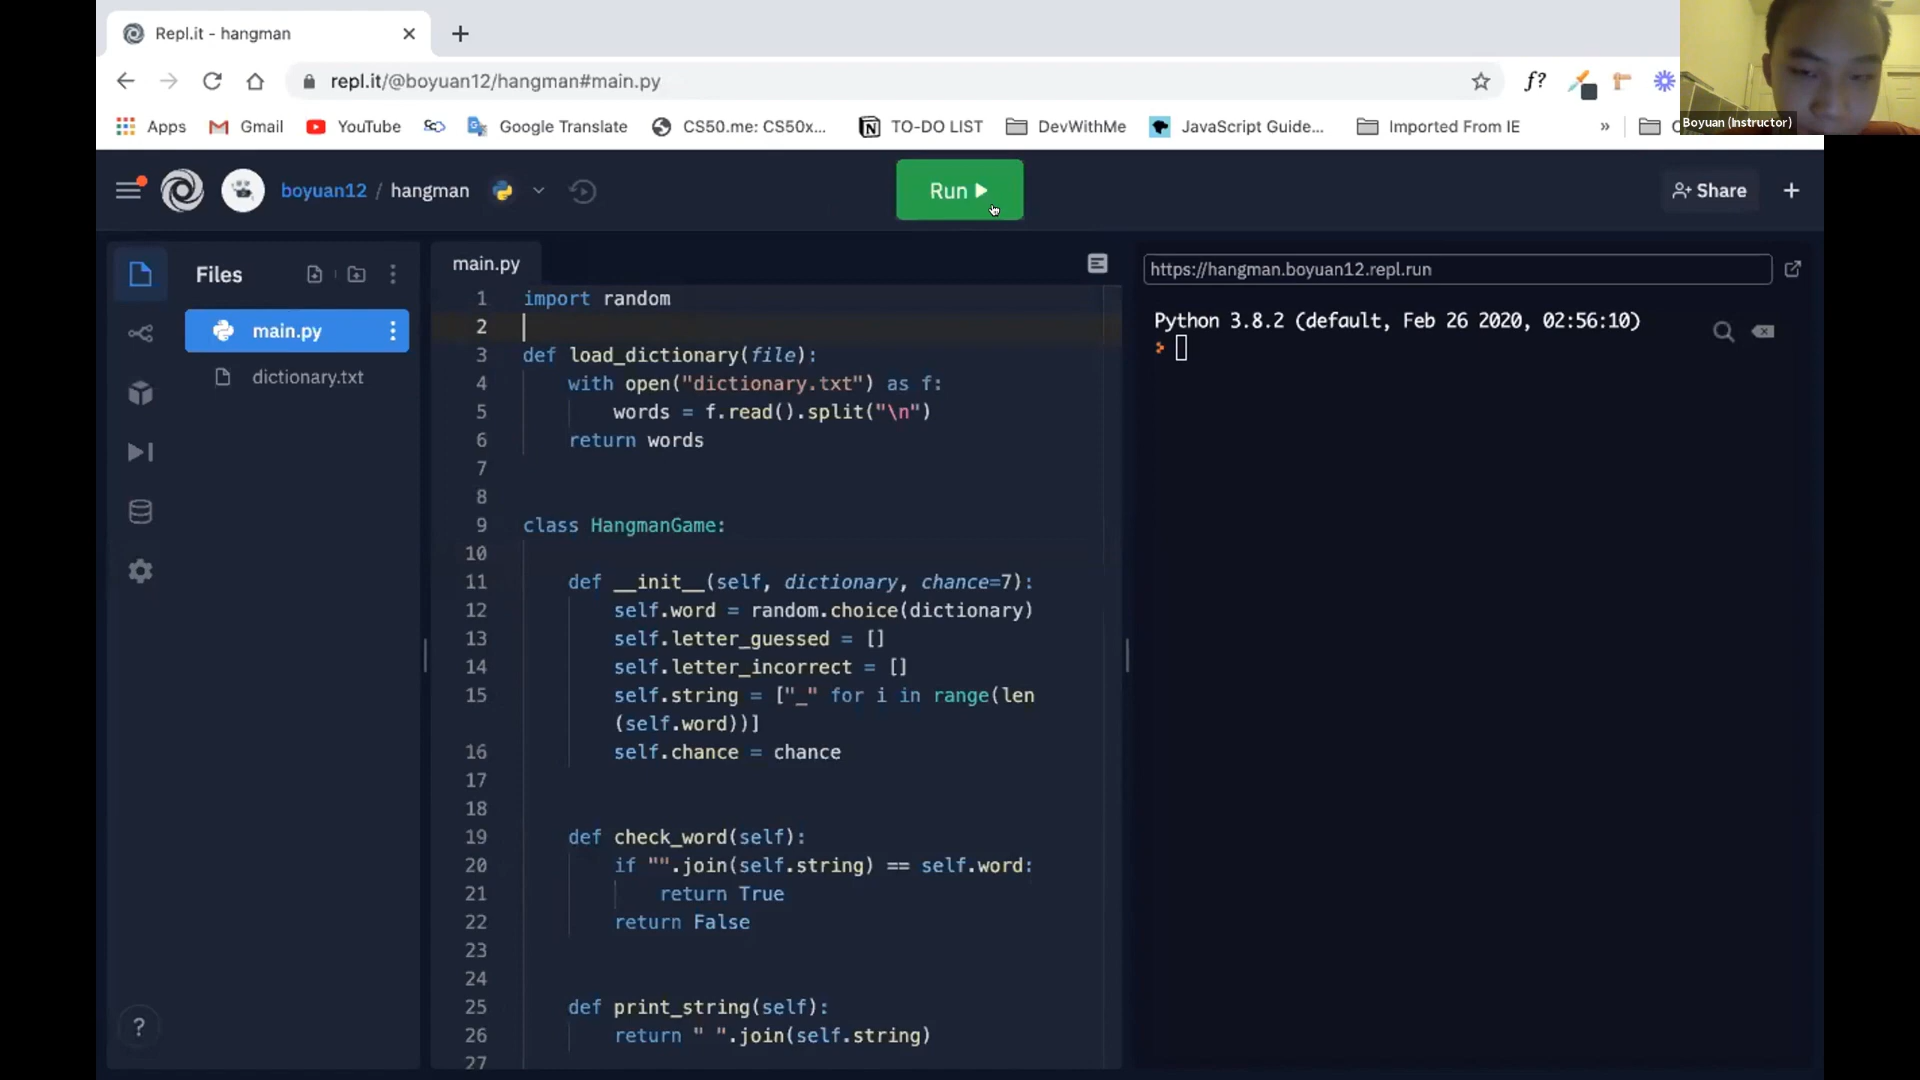 Repl.it - hangman
repl.it/@boyuan12/hangman#main.py
f?
Boyuan (Instructor)
Apps
Gmail
YouTube
Google Translate
CS50.me: CS50x...
TO-DO LIST
DevWithMe
JavaScript Guide...
Imported From IE
»
boyuan12 / hangman
Run
Share
Files
main.py
dictionary.txt
main.py
1 import random
2
3 def load_dictionary(file):
4 with open("dictionary.txt") as f:
5 words = f.read().split("\n")
6 return words
7
8
9 class HangmanGame:
10
11 def __init__(self, dictionary, chance=7):
12 self.word = random.choice(dictionary)
13 self.letter_guessed = []
14 self.letter_incorrect = []
15 self.string = ["_" for i in range(len
(self.word))]
16 self.chance = chance
17
18
19 def check_word(self):
20 if "".join(self.string) == self.word:
21 return True
22 return False
23
24
25 def print_string(self):
26 return " ".join(self.string)
27
https://hangman.boyuan12.repl.run
Python 3.8.2 (default, Feb 26 2020, 02:56:10)
>
?